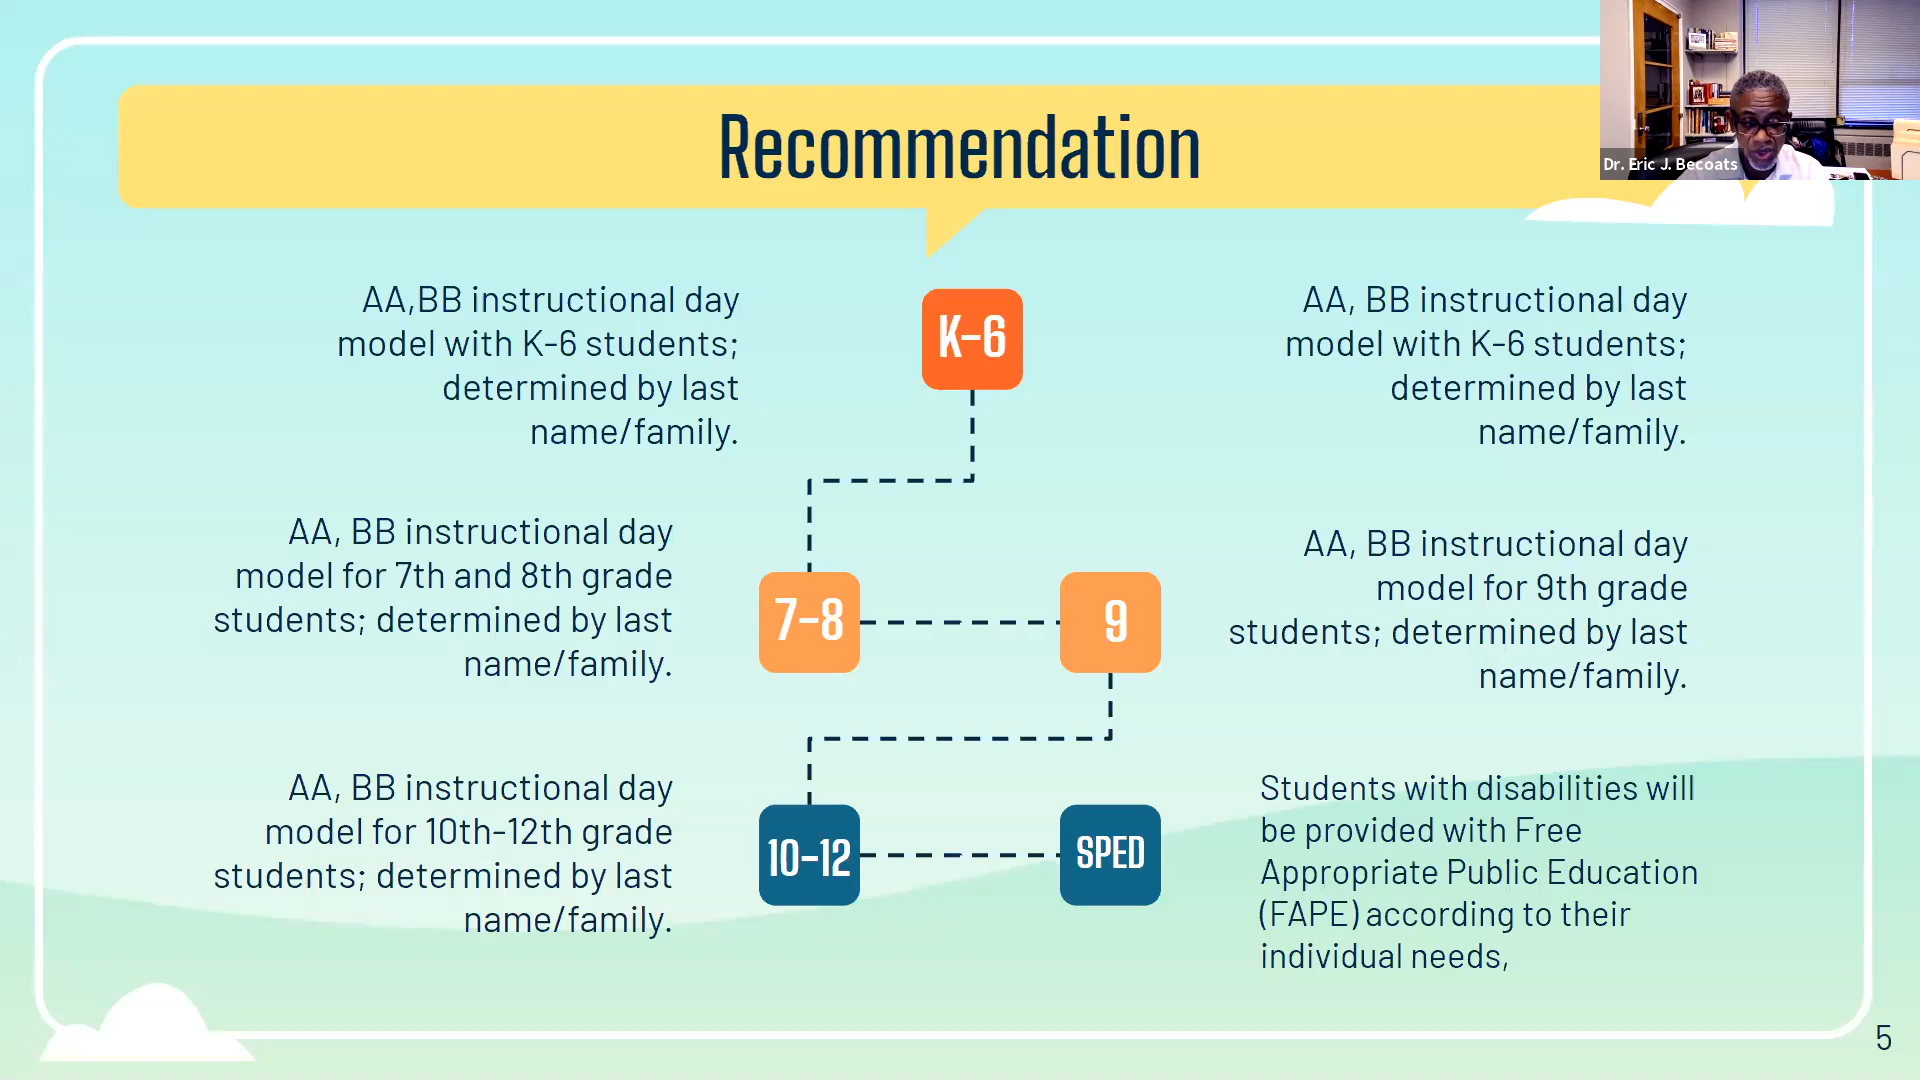 Recommendation
Dr. Eric J. Becoats
AA,BB instructional day
model with K-6 students;
determined by last
name/family.
K-6
AA, BB instructional day
model with K-6 students;
determined by last
name/family.
AA, BB instructional day
model for 7th and 8th grade
students; determined by last
name/family.
7-8
9
AA, BB instructional day
model for 9th grade
students; determined by last
name/family.
AA, BB instructional day
model for 10th-12th grade
students; determined by last
name/family.
10-12
SPED
Students with disabilities will
be provided with Free
Appropriate Public Education
(FAPE) according to their
individual needs,
5